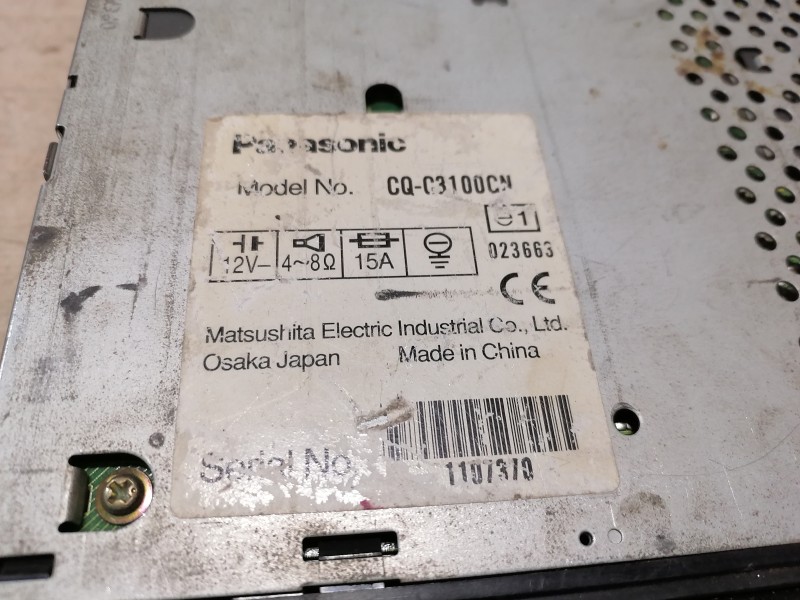 Panasonic
Model No. CQ-C3100CN
e1
12V⎓ 4~8Ω 15A 023663
CE
Matsushita Electric Industrial Co., Ltd.
Osaka Japan Made in China
Serial No.
1107370